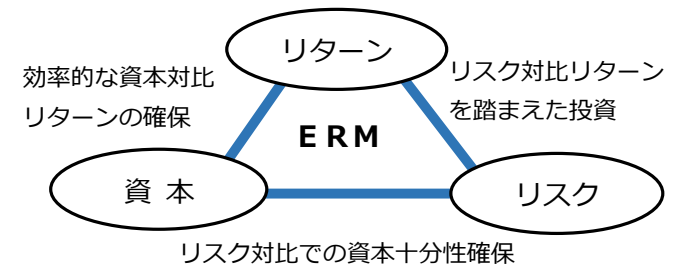 リターン
効率的な資本対比
リターンの確保
リスク対比リターン
を踏まえた投資
ERM
資本
リスク
リスク対比での資本十分性確保